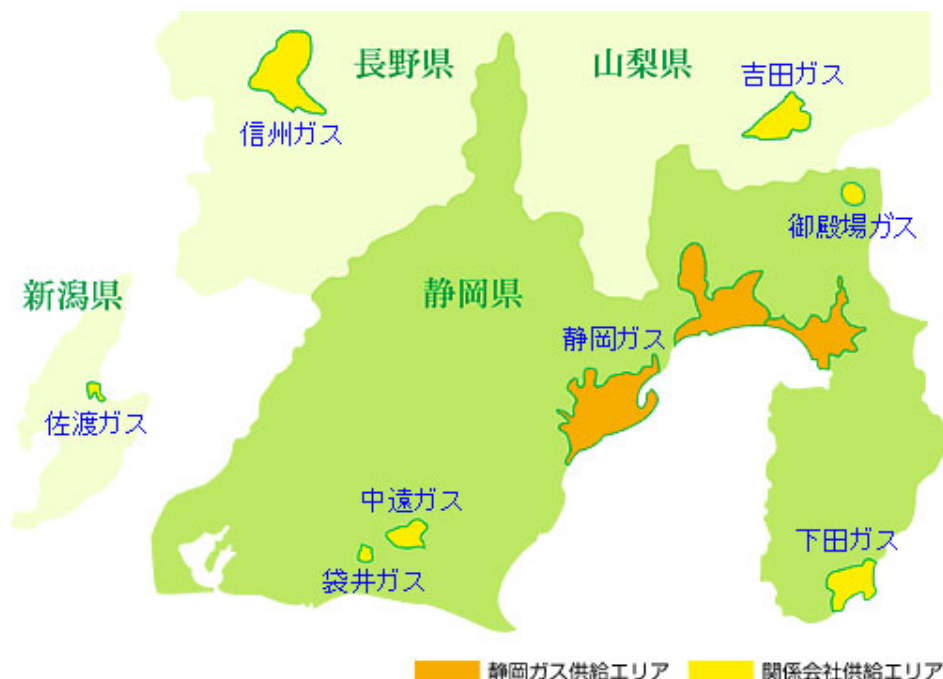 長野県
山梨県
吉田ガス
信州ガス
御殿場ガス
新潟県
静岡県
静岡ガス
佐渡ガス
中遠ガス
袋井ガス
下田ガス
静岡ガス供給エリア
関係会社供給エリア